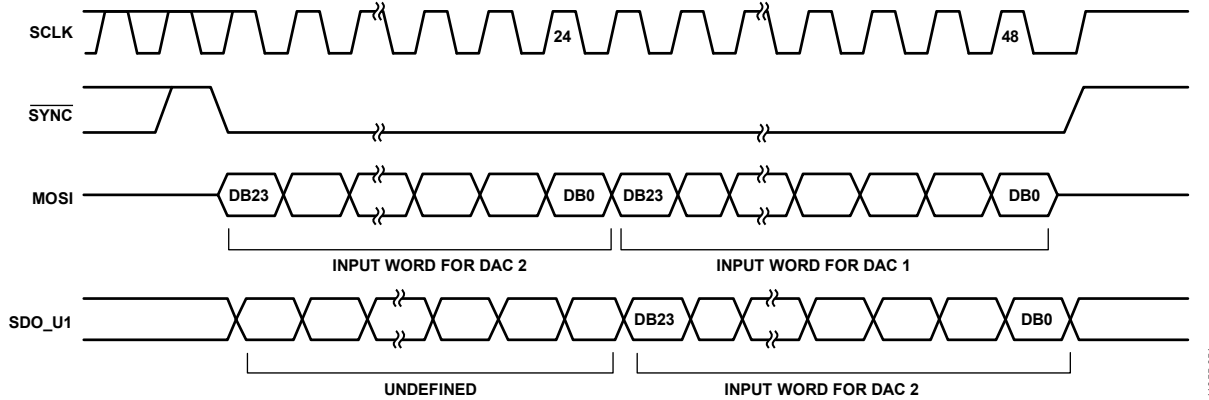 SCLK 24 48
SYNC
MOSI DB23 DB0 DB23 DB0
INPUT WORD FOR DAC 2 INPUT WORD FOR DAC 1
SDO_U1 DB23 DB0
UNDEFINED INPUT WORD FOR DAC 2